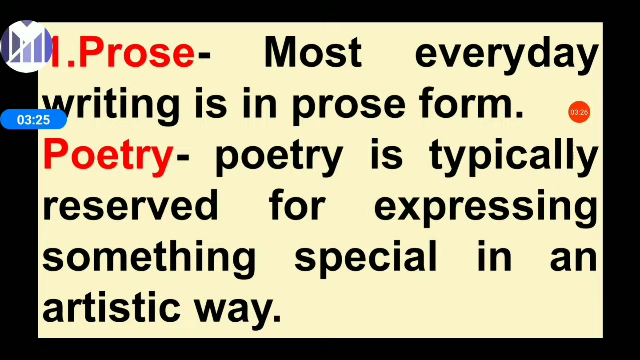 1.Prose- Most everyday
writing is in prose form.
03:25
03:26
Poetry- poetry is typically
reserved for expressing
something special in an
artistic way.